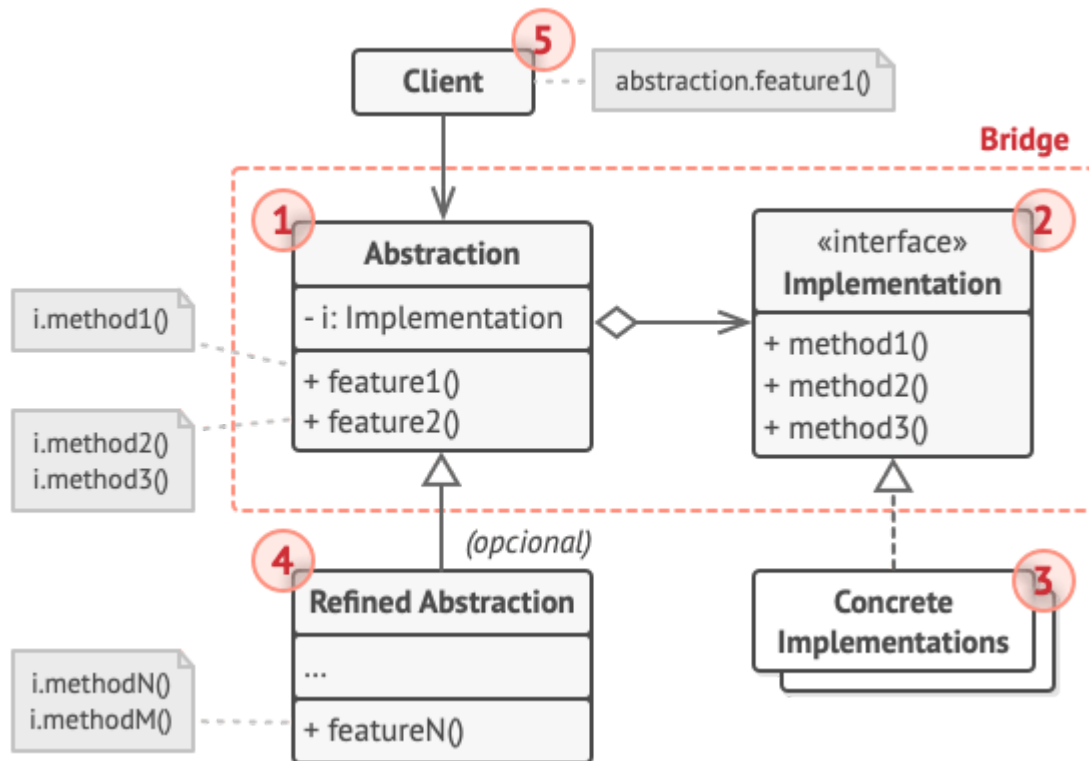 5
Client
abstraction.feature1()
Bridge
1
Abstraction
- i: Implementation
+ feature1()
+ feature2()
i.method1()
i.method2()
i.method3()
2
«interface»
Implementation
+ method1()
+ method2()
+ method3()
(opcional)
4
Refined Abstraction
...
+ featureN()
i.methodN()
i.methodM()
3
Concrete
Implementations